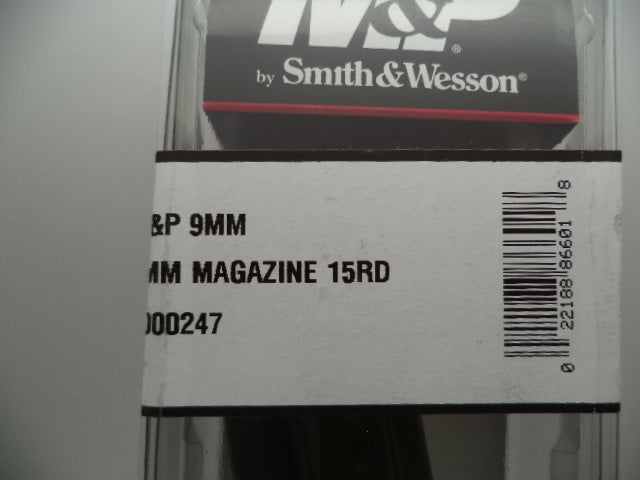 M&P®
by Smith&Wesson®
&P 9MM
MM MAGAZINE 15RD
000247
0 22188 86601 8